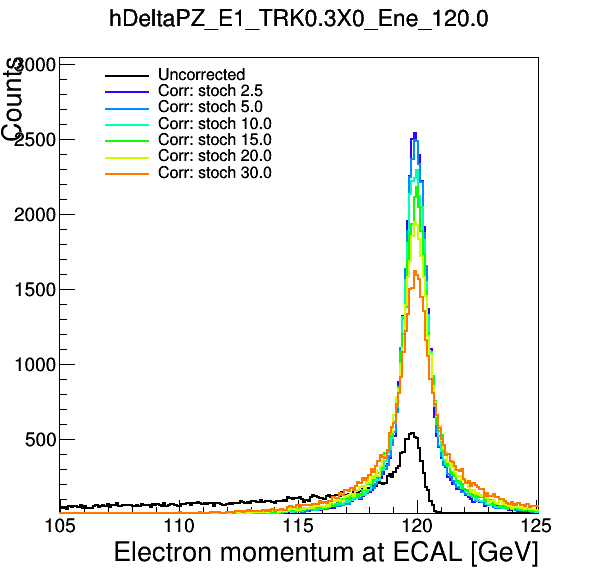 hDeltaPZ_E1_TRK0.3X0_Ene_120.0
Counts
3000
2500
2000
1500
1000
500
Uncorrected
Corr: stoch 2.5
Corr: stoch 5.0
Corr: stoch 10.0
Corr: stoch 15.0
Corr: stoch 20.0
Corr: stoch 30.0
105 110 115 120 125
Electron momentum at ECAL [GeV]